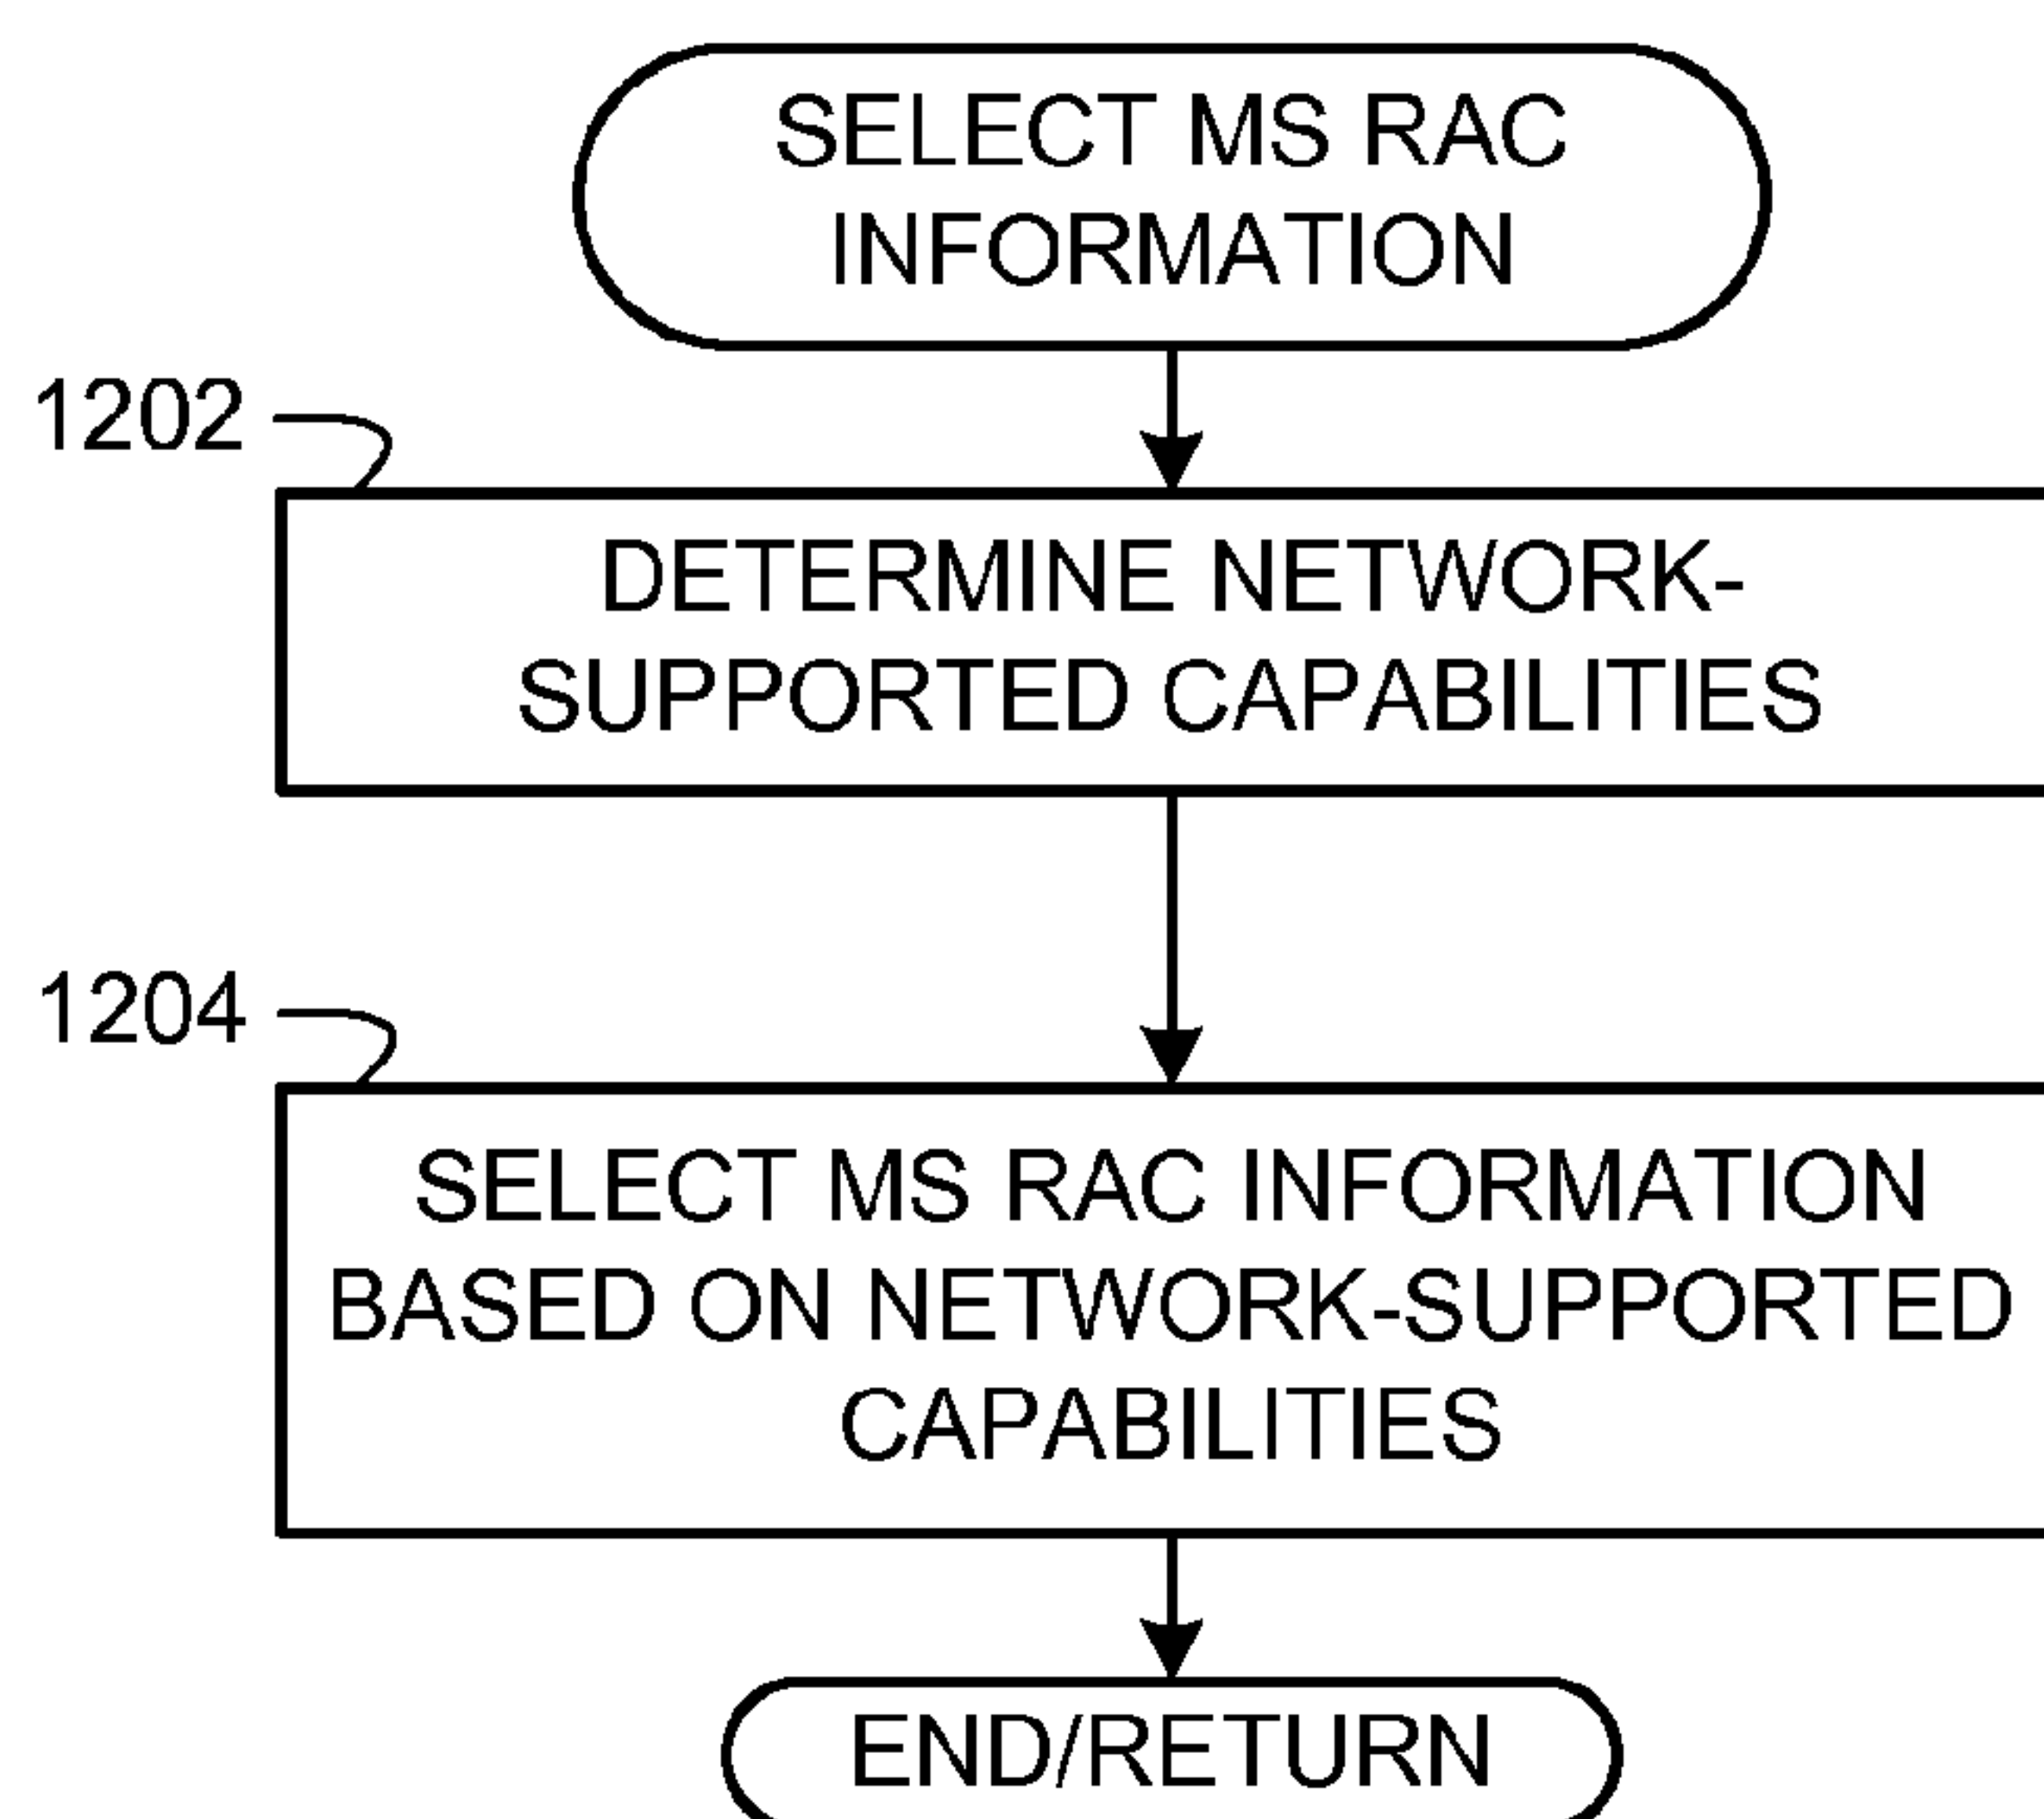 SELECT MS RAC
INFORMATION
1202
DETERMINE NETWORK-
SUPPORTED CAPABILITIES
1204
SELECT MS RAC INFORMATION
BASED ON NETWORK-SUPPORTED
CAPABILITIES
END/RETURN